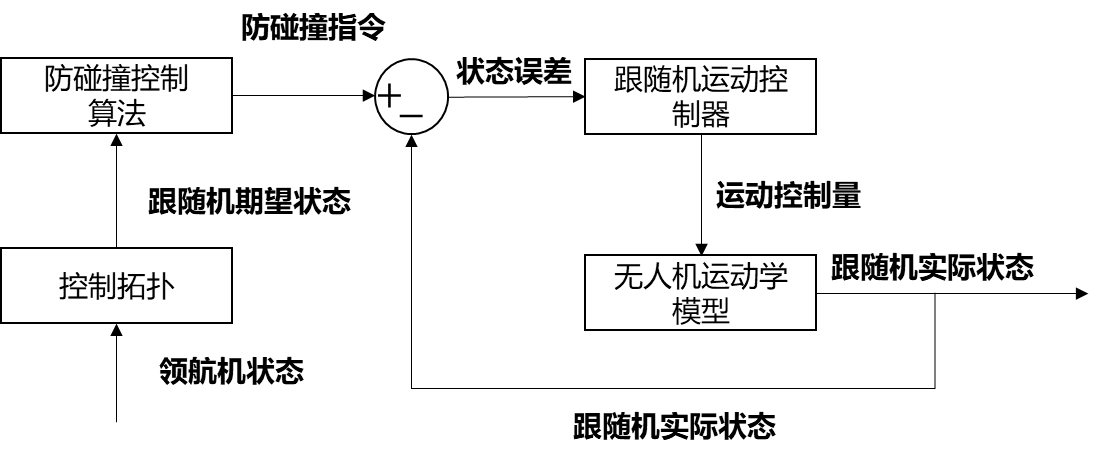 防碰撞指令
防碰撞控制
算法
+
−
状态误差
跟随机运动控
制器
跟随机期望状态
运动控制量
控制拓扑
无人机运动学
模型
跟随机实际状态
领航机状态
跟随机实际状态